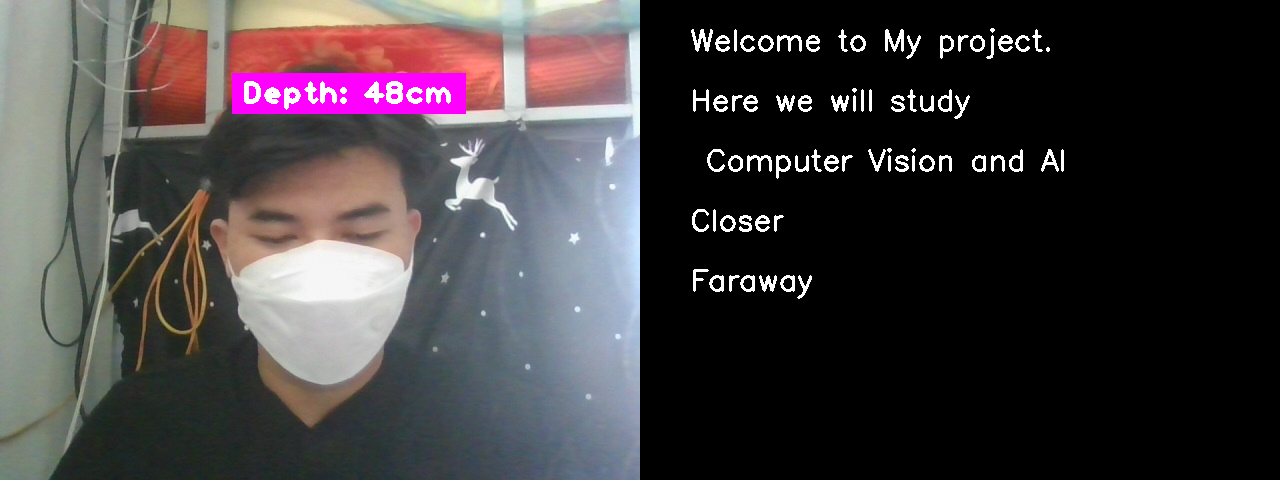 Depth: 48cm
Welcome to My project.
Here we will study
Computer Vision and AI
Closer
Faraway